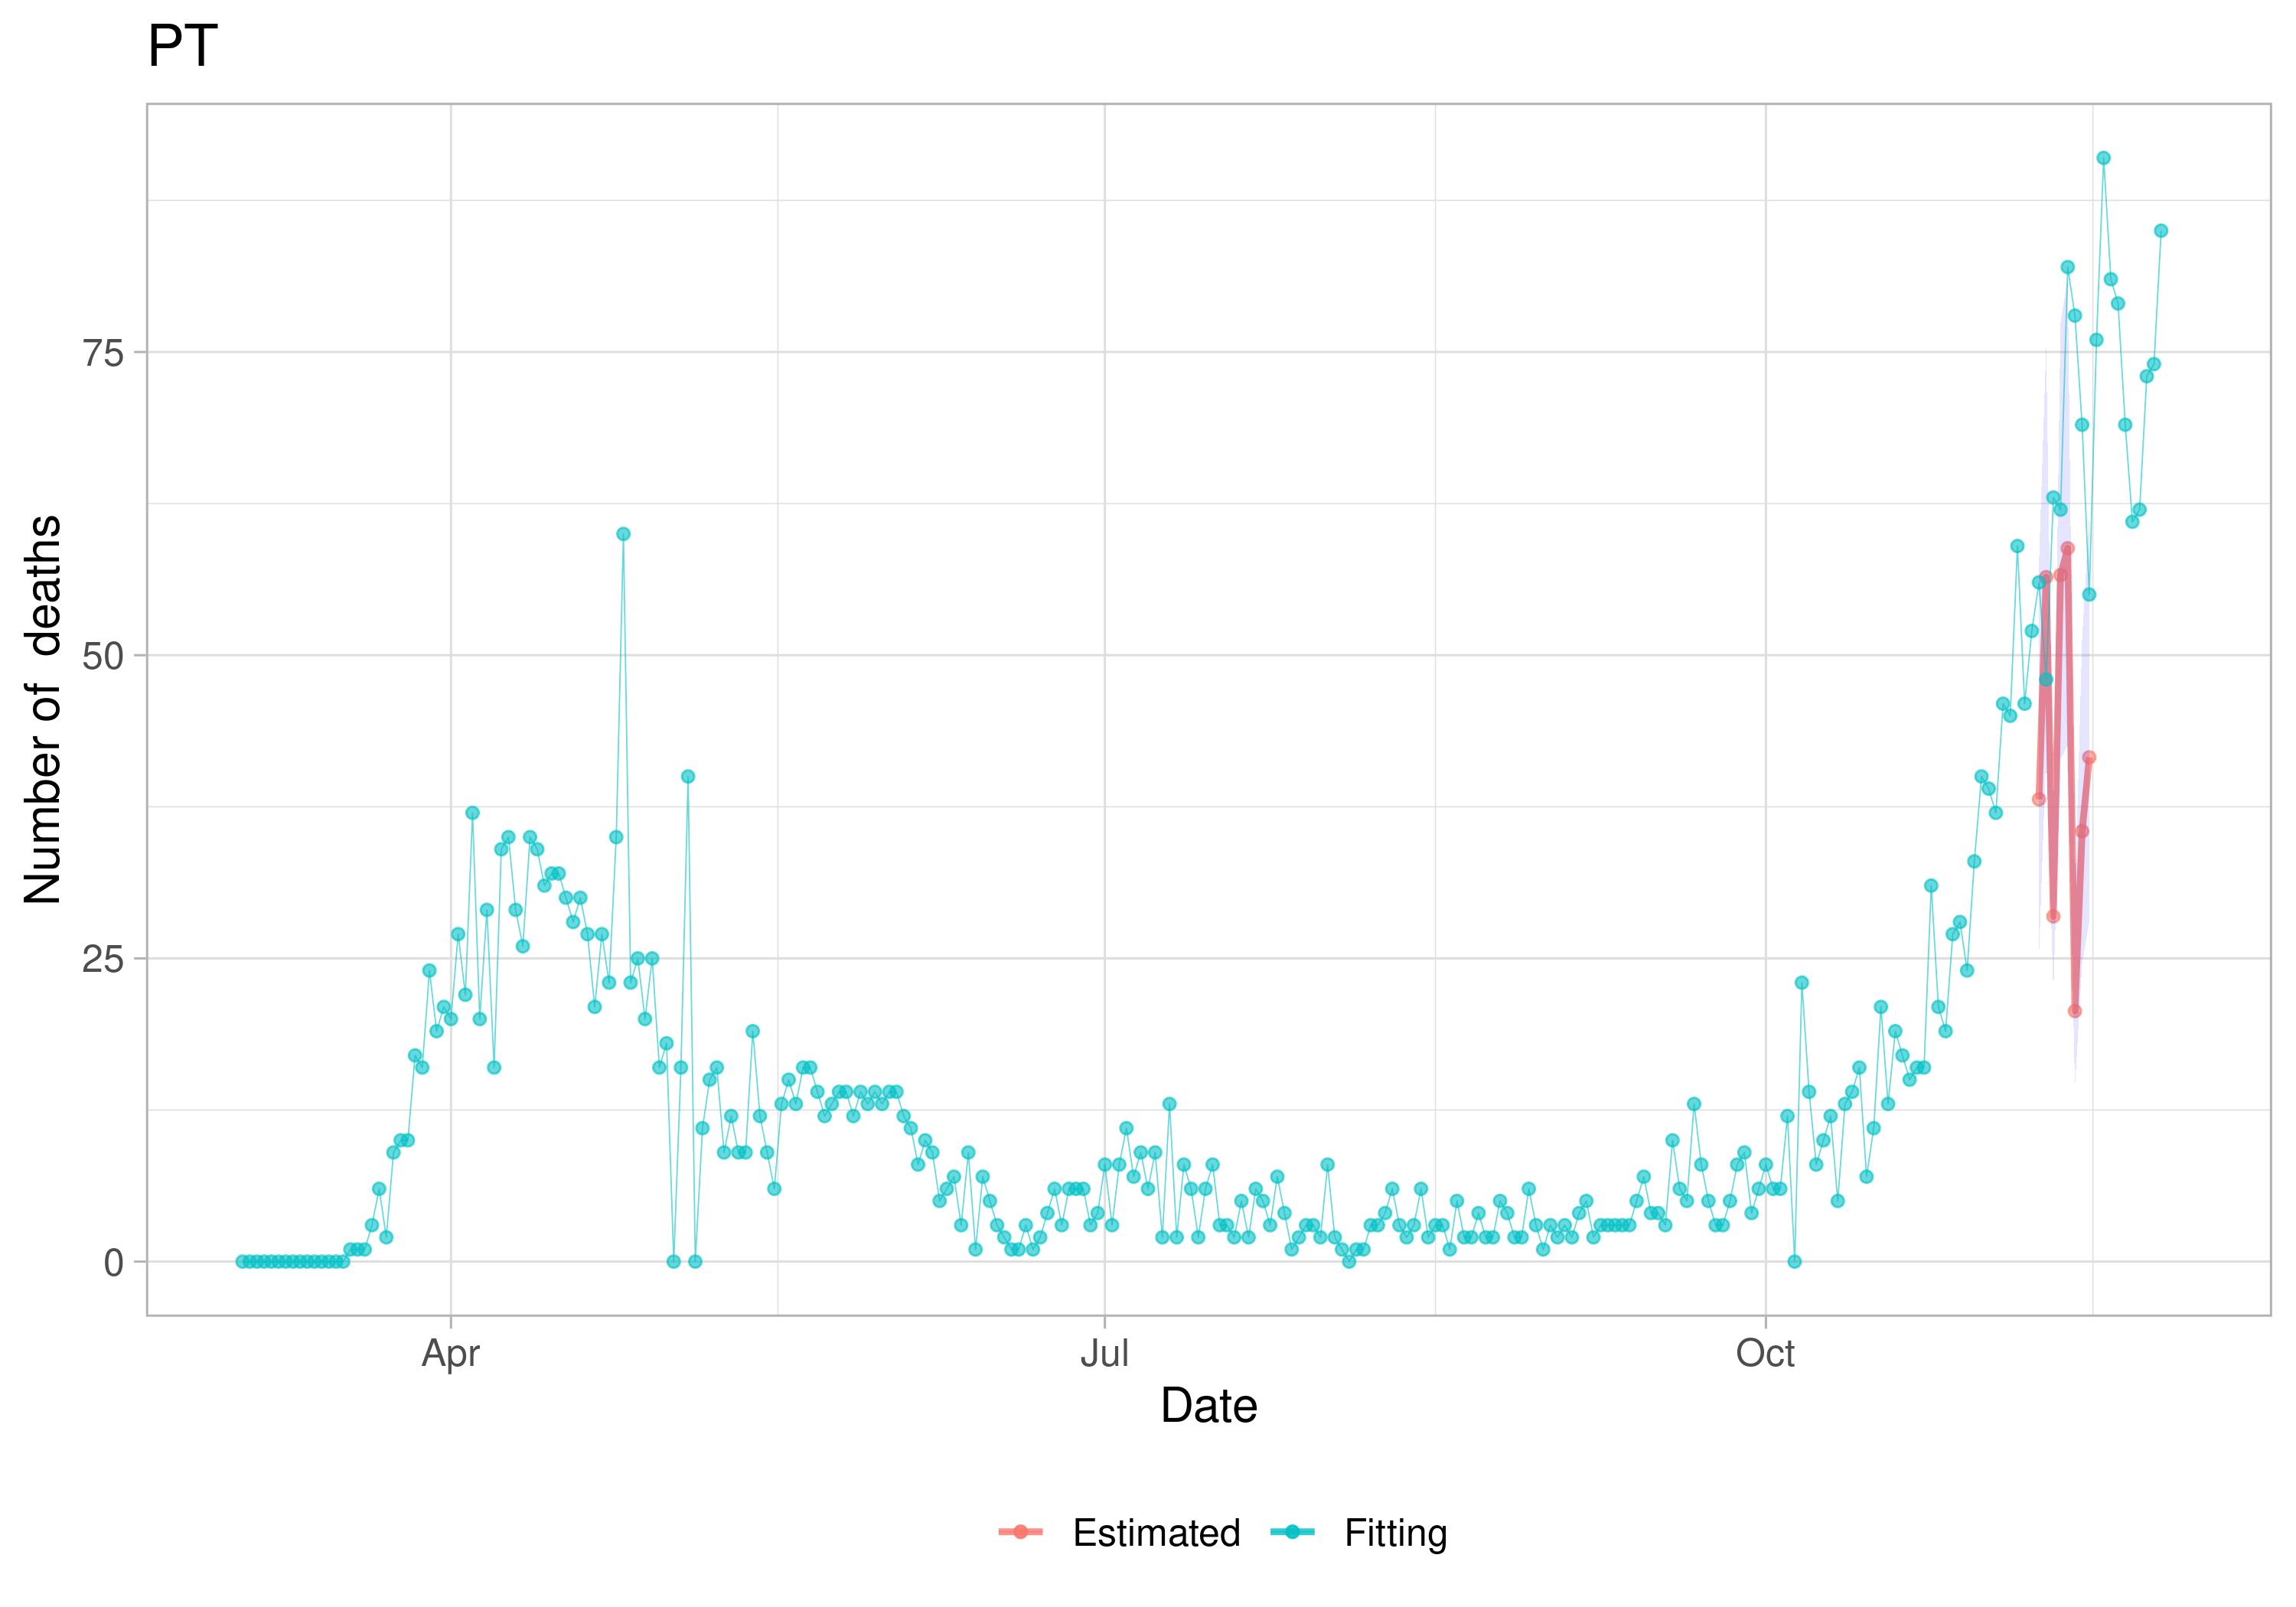 PT
Number of  deaths
75
50
25
0
Apr
Jul
Oct
Date
Estimated
Fitting